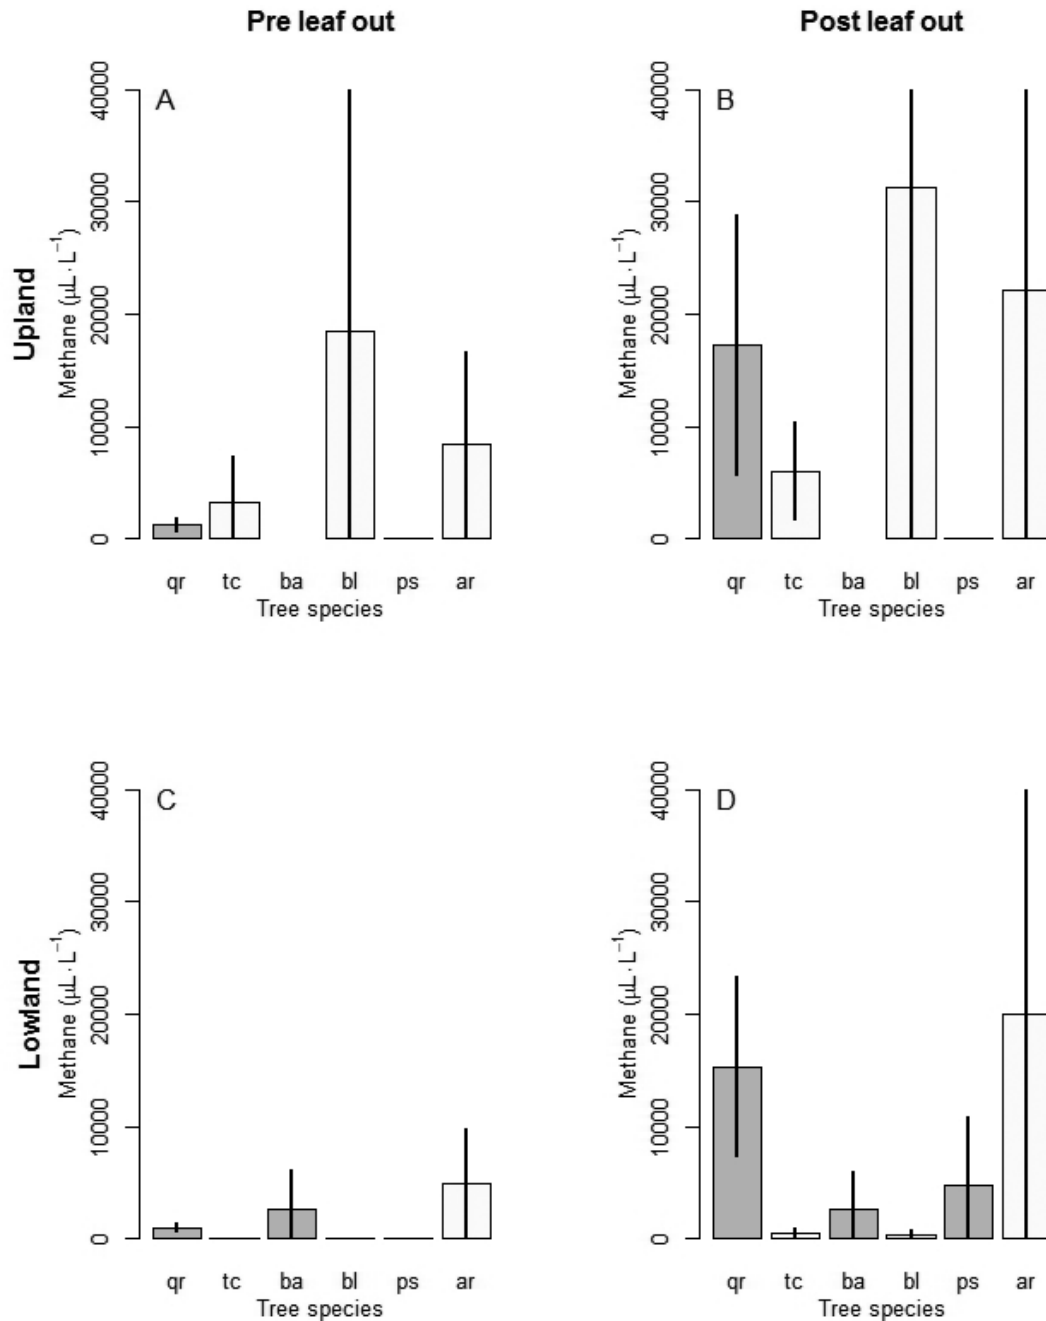 Pre leaf out
Post leaf out
Upland
A
Methane (μL·L⁻¹)
40000
30000
20000
10000
0
qr tc ba bl ps ar
Tree species
B
Methane (μL·L⁻¹)
40000
30000
20000
10000
0
qr tc ba bl ps ar
Tree species
Lowland
C
Methane (μL·L⁻¹)
40000
30000
20000
10000
0
qr tc ba bl ps ar
Tree species
D
Methane (μL·L⁻¹)
40000
30000
20000
10000
0
qr tc ba bl ps ar
Tree species